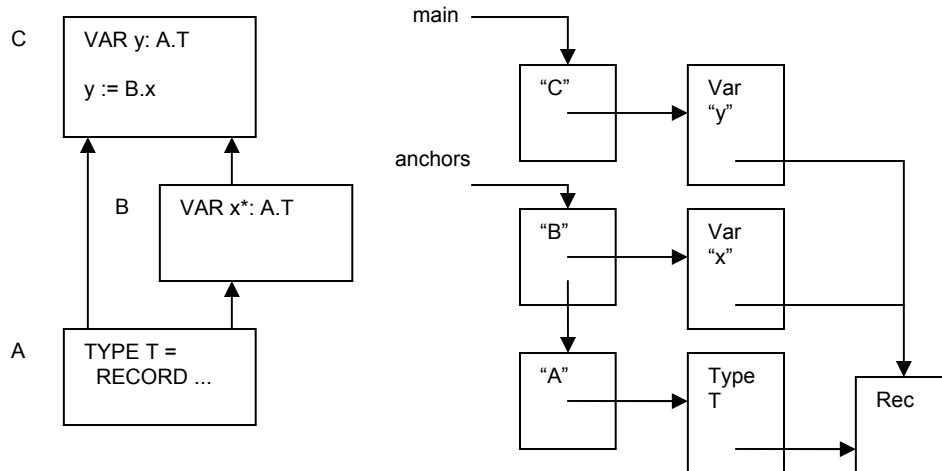 C
VAR y: A.T
y := B.x
B
VAR x*: A.T
A
TYPE T =
RECORD ...
main
“C”
Var
“y”
anchors
“B”
Var
“x”
“A”
Type
T
Rec